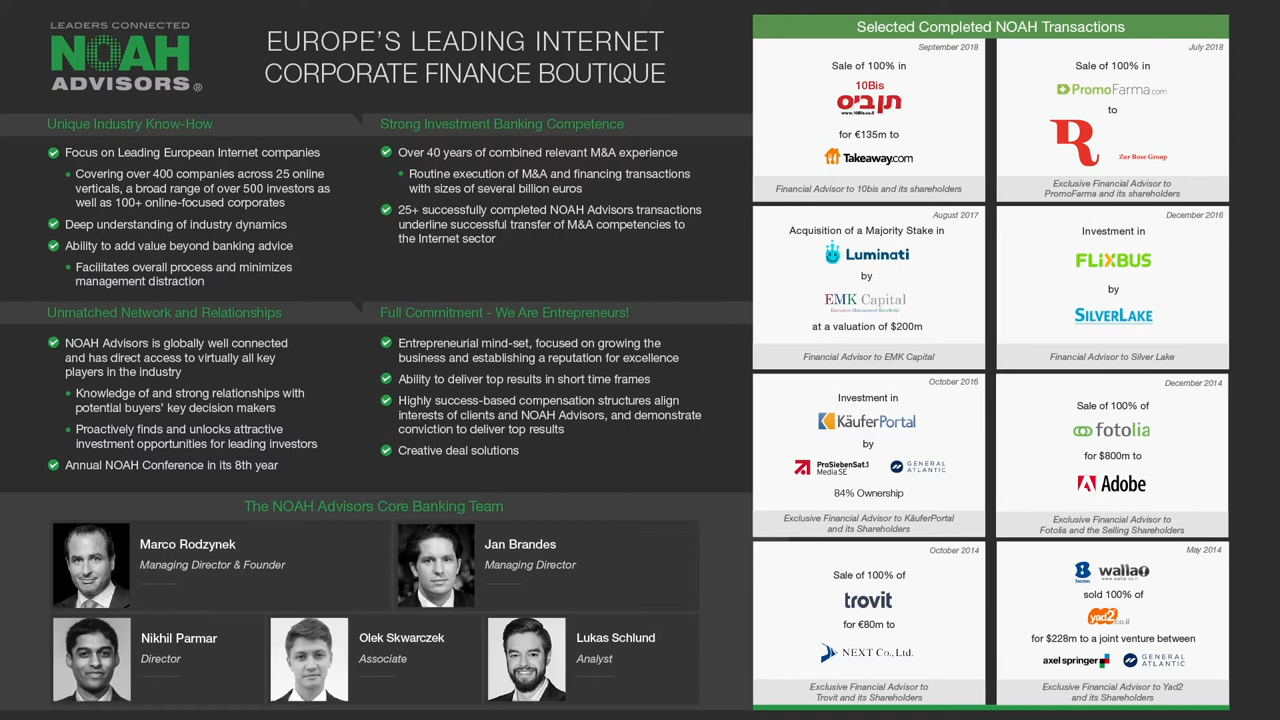 LEADERS CONNECTED
NOAH
ADVISORS®
EUROPE'S LEADING INTERNET
CORPORATE FINANCE BOUTIQUE
Unique Industry Know-How
Focus on Leading European Internet companies
• Covering over 400 companies across 25 online
verticals, a broad range of over 500 investors as
well as 100+ online-focused corporates
Deep understanding of industry dynamics
Ability to add value beyond banking advice
• Facilitates overall process and minimizes
management distraction
Strong Investment Banking Competence
Over 40 years of combined relevant M&A experience
• Routine execution of M&A and financing transactions
with sizes of several billion euros
25+ successfully completed NOAH Advisors transactions
underline successful transfer of M&A competencies to
the Internet sector
Unmatched Network and Relationships
NOAH Advisors is globally well connected
and has direct access to virtually all key
players in the industry
• Knowledge of and strong relationships with
potential buyers' key decision makers
• Proactively finds and unlocks attractive
investment opportunities for leading investors
Annual NOAH Conference in its 8th year
Full Commitment - We Are Entrepreneurs!
Entrepreneurial mind-set, focused on growing the
business and establishing a reputation for excellence
Ability to deliver top results in short time frames
Highly success-based compensation structures align
interests of clients and NOAH Advisors, and demonstrate
conviction to deliver top results
Creative deal solutions
The NOAH Advisors Core Banking Team
Marco Rodzynek
Managing Director & Founder
Jan Brandes
Managing Director
Nikhil Parmar
Director
Olek Skwarczek
Associate
Lukas Schlund
Analyst
Selected Completed NOAH Transactions
September 2018
Sale of 100% in
10Bis
תן ביס
www.10Bis.co.il
for €135m to
Takeaway.com
Financial Advisor to 10bis and its shareholders
July 2018
Sale of 100% in
PromoFarma.com
to
R
Zur Rose Group
Exclusive Financial Advisor to
PromoFarma and its shareholders
August 2017
Acquisition of a Majority Stake in
Luminati
by
EMK Capital
Entrepreneurs Management Knowledge
at a valuation of $200m
Financial Advisor to EMK Capital
December 2016
Investment in
FLiXBUS
by
SILVERLAKE
Financial Advisor to Silver Lake
October 2016
Investment in
KäuferPortal
by
ProSiebenSat.1
Media SE
GENERAL
ATLANTIC
84% Ownership
Exclusive Financial Advisor to KäuferPortal
and its Shareholders
December 2014
Sale of 100% of
fotolia
for $800m to
Adobe
Exclusive Financial Advisor to
Fotolia and the Selling Shareholders
October 2014
Sale of 100% of
trovit
for €80m to
NEXT Co.,Ltd.
Exclusive Financial Advisor to
Trovit and its Shareholders
May 2014
bezeq
walla!
www.walla.co.il
sold 100% of
yad2.co.il
for $228m to a joint venture between
axel springer
GENERAL
ATLANTIC
Exclusive Financial Advisor to Yad2
and its Shareholders